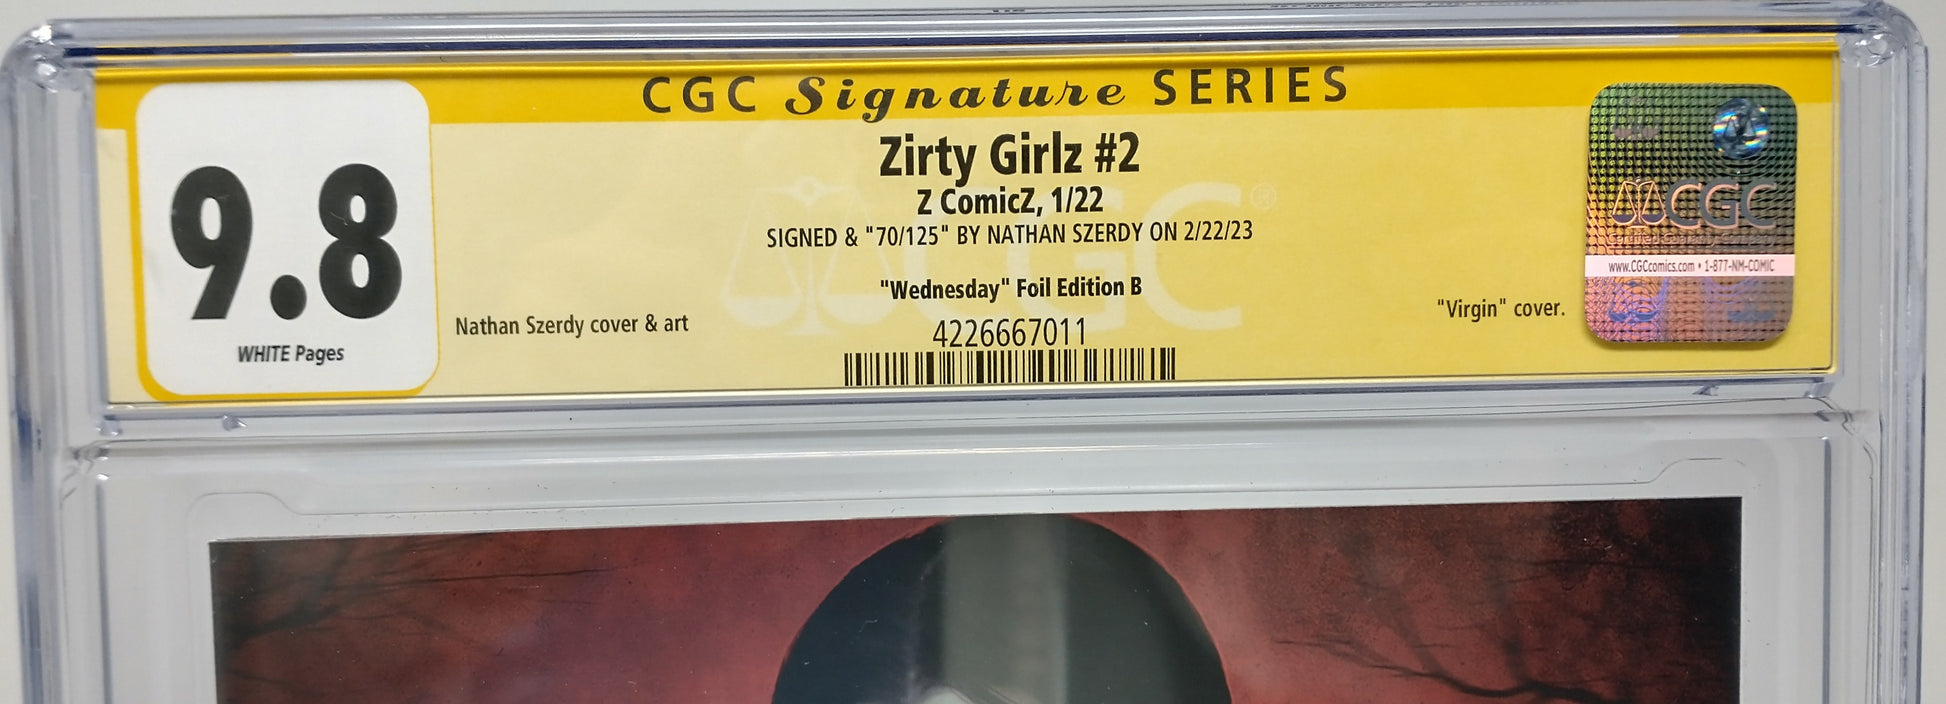 CGC Signature SERIES
9.8
WHITE Pages
Zirty Girlz #2
Z ComicZ, 1/22
SIGNED & "70/125" BY NATHAN SZERDY ON 2/22/23
"Wednesday" Foil Edition B
Nathan Szerdy cover & art
4226667011
"Virgin" cover.
CGC
www.CGCcomics.com • 1-877-NM-COMIC
CGC®